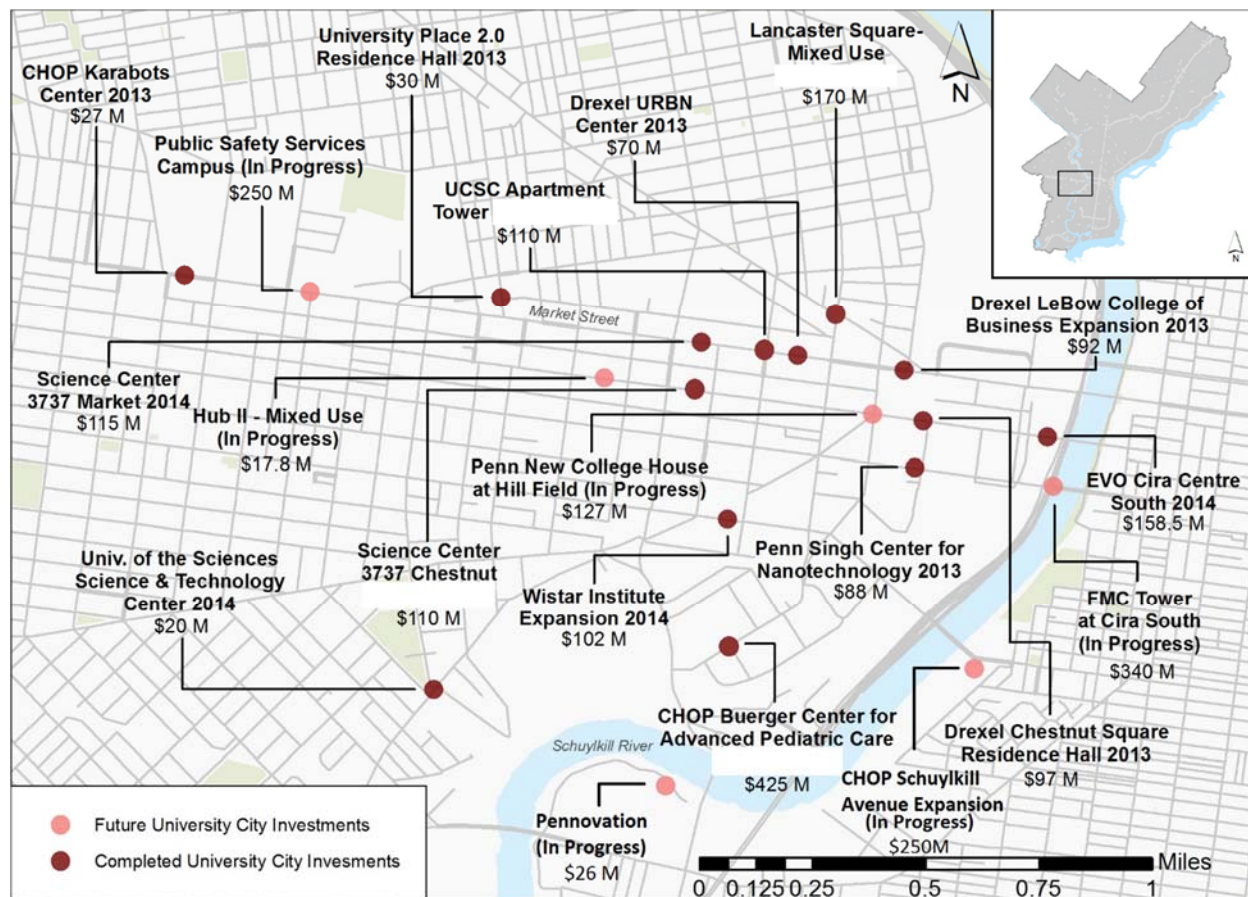 University Place 2.0
Residence Hall 2013
$30 M
Lancaster Square-
Mixed Use
$170 M
N
CHOP Karabots
Center 2013
$27 M
Drexel URBN
Center 2013
$70 M
Public Safety Services
Campus (In Progress)
$250 M
UCSC Apartment
Tower
$110 M
N
Market Street
Drexel LeBow College of
Business Expansion 2013
$92 M
Science Center
3737 Market 2014
$115 M
Hub II - Mixed Use
(In Progress)
$17.8 M
Penn New College House
at Hill Field (In Progress)
$127 M
EVO Cira Centre
South 2014
$158.5 M
Univ. of the Sciences
Science & Technology
Center 2014
$20 M
Science Center
3737 Chestnut
$110 M
Wistar Institute
Expansion 2014
$102 M
Penn Singh Center for
Nanotechnology 2013
$88 M
FMC Tower
at Cira South
(In Progress)
$340 M
CHOP Buerger Center for
Advanced Pediatric Care
$425 M
Drexel Chestnut Square
Residence Hall 2013
$97 M
Schuylkill River
CHOP Schuylkill
Avenue Expansion
(In Progress)
$250M
Pennovation
(In Progress)
$26 M
Future University City Investments
Completed University City Invesments
Miles
0 0.125 0.25 0.5 0.75 1